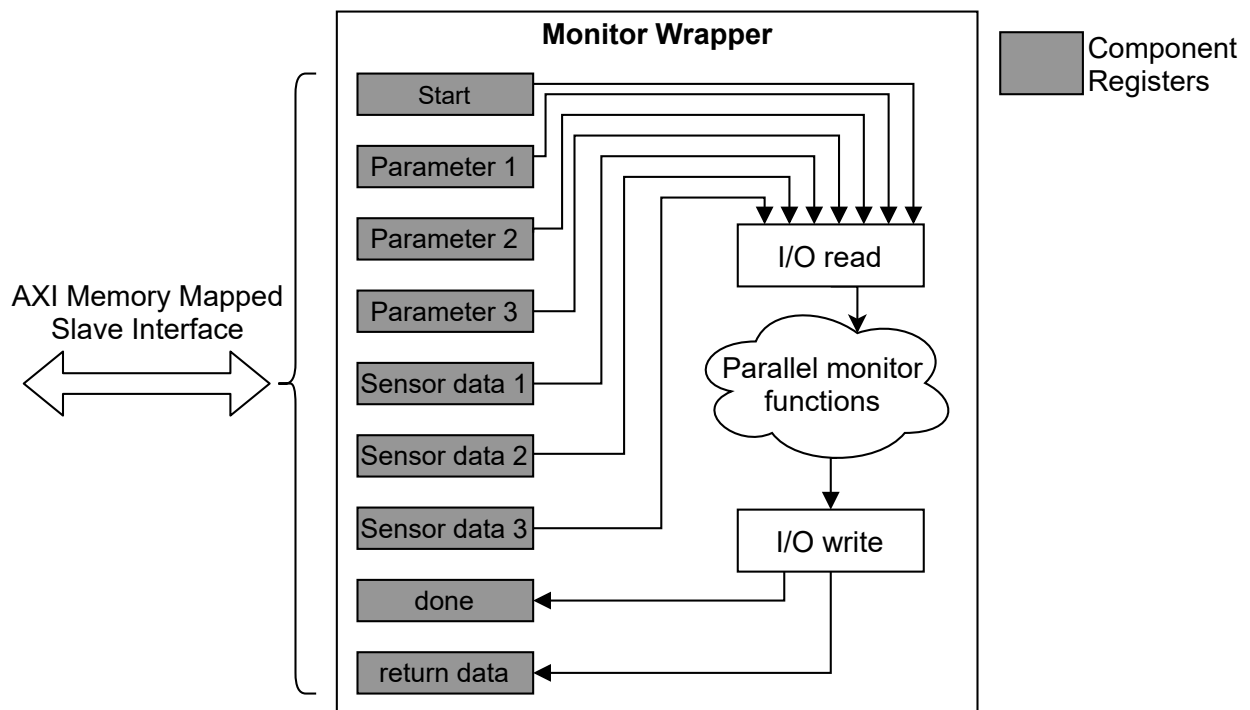 Monitor Wrapper
Component
Registers
Start
Parameter 1
Parameter 2
Parameter 3
Sensor data 1
Sensor data 2
Sensor data 3
done
return data
AXI Memory Mapped
Slave Interface
I/O read
Parallel monitor
functions
I/O write